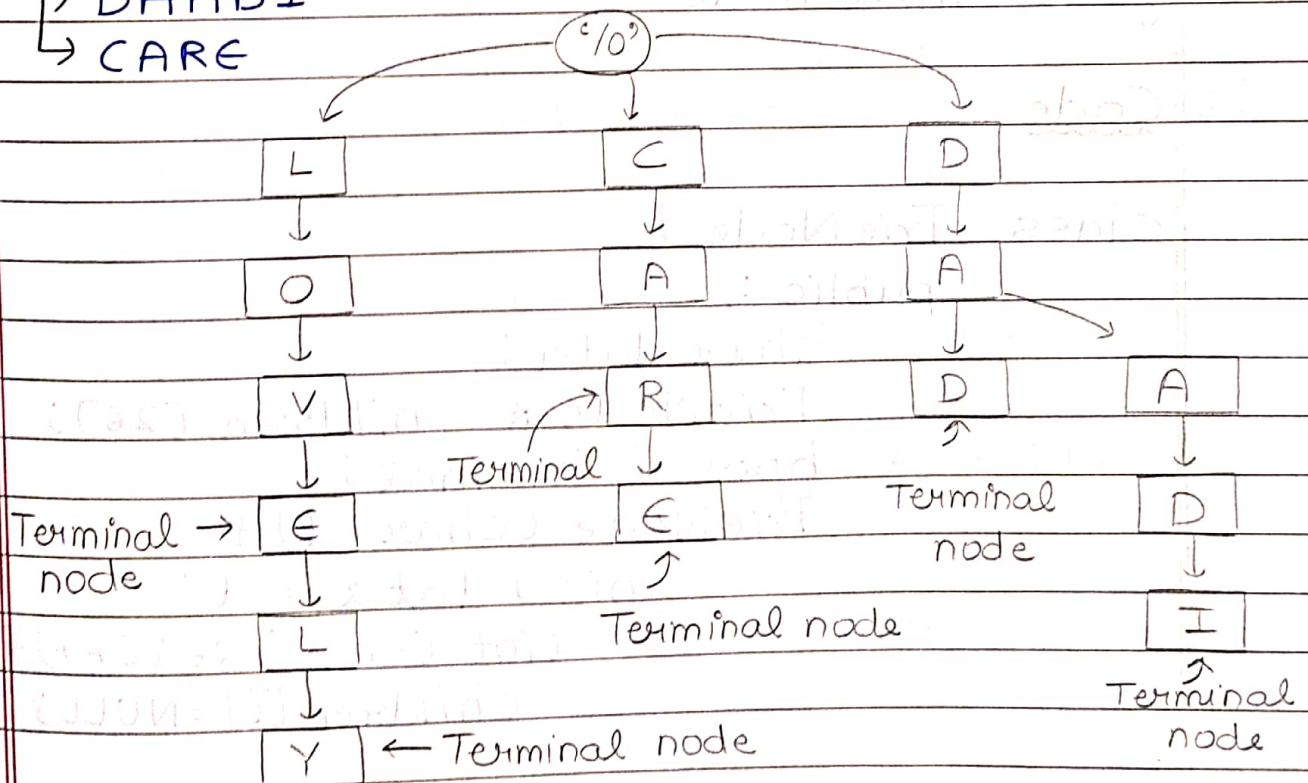 ↳ CARE
'/0'
L C D
O A A
V R D A
Terminal
E E D
Terminal → Terminal
node node
L I
Terminal node
Terminal
node
Y ← Terminal node